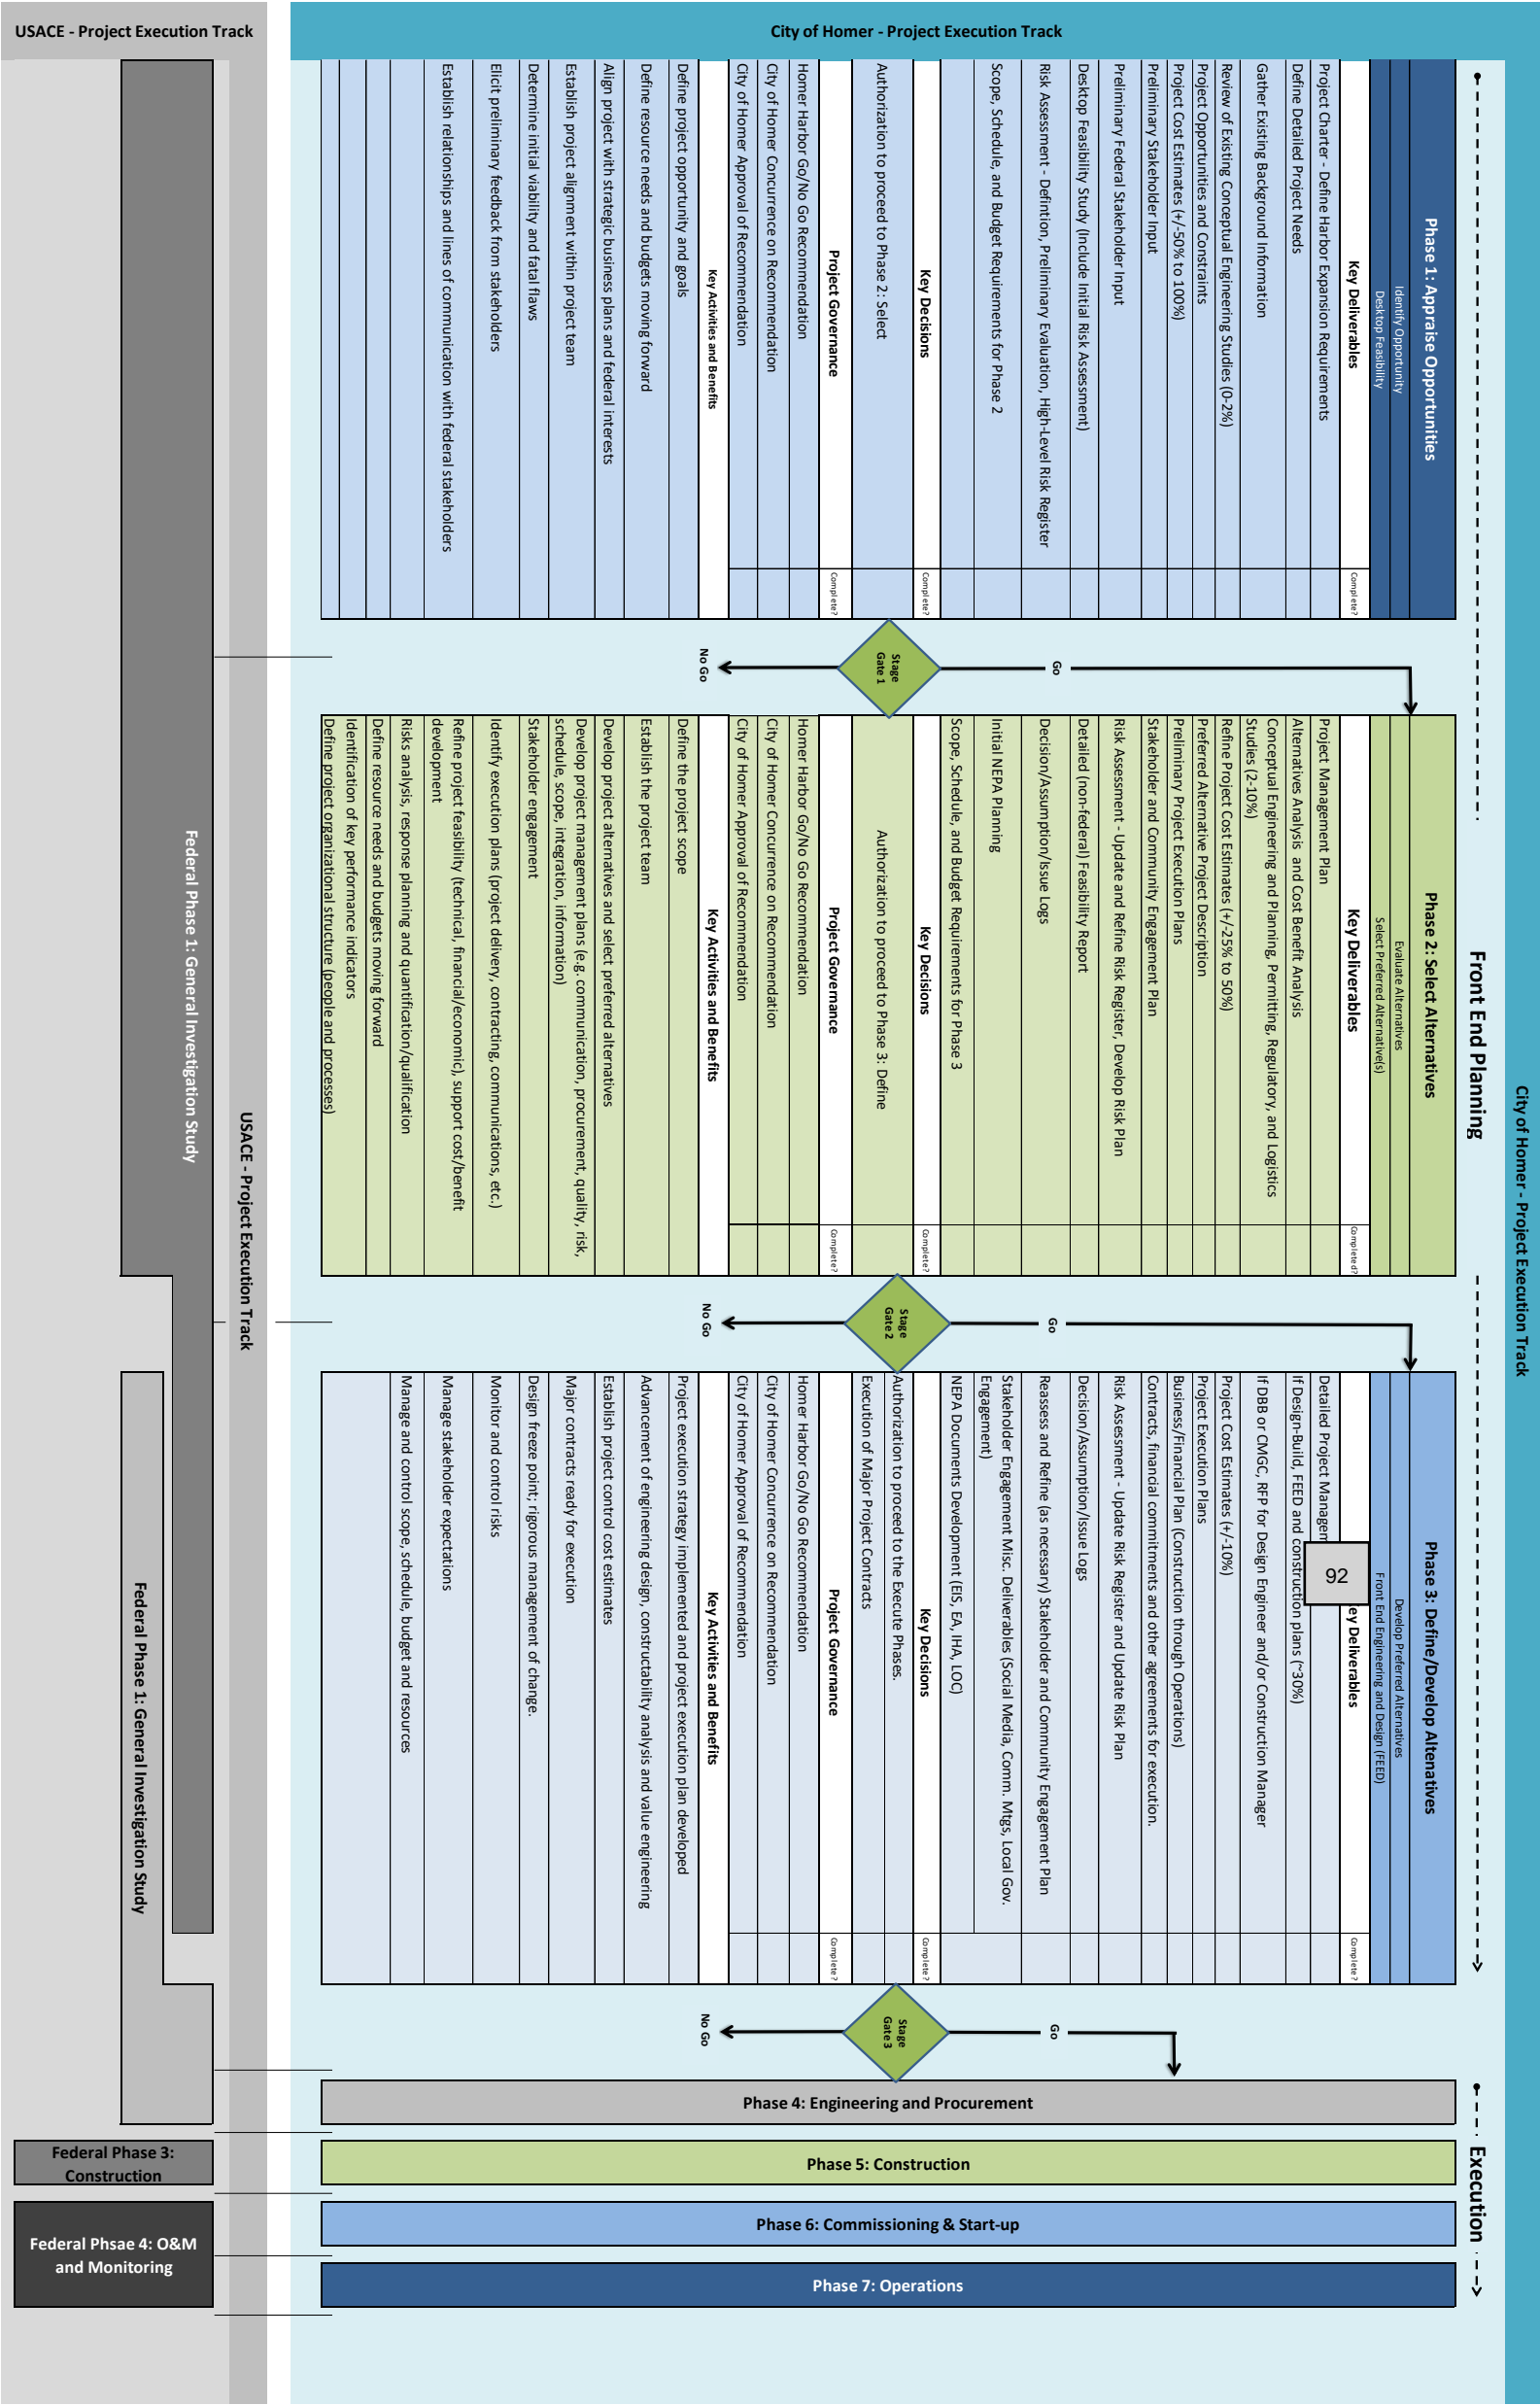 City of Homer - Project Execution Track
City of Homer - Project Execution Track
Front End Planning
Execution
Phase 1: Appraise Opportunities
Identify Opportunity
Desktop Feasibility
Key Deliverables
Complete?
Project Charter - Define Harbor Expansion Requirements
Define Detailed Project Needs
Gather Existing Background Information
Review of Existing Conceptual Engineering Studies (0-2%)
Project Opportunities and Constraints
Project Cost Estimates (+/-50% to 100%)
Preliminary Stakeholder Input
Preliminary Federal Stakeholder Input
Desktop Feasibility Study (Include Initial Risk Assessment)
Risk Assessment - Defintion, Preliminary Evaluation, High-Level Risk Register
Scope, Schedule, and Budget Requirements for Phase 2
Key Decisions
Complete?
Authorization to proceed to Phase 2: Select
Project Governance
Complete?
Homer Harbor Go/No Go Recommendation
City of Homer Concurrence on Recommendation
City of Homer Approval of Recommendation
Key Activities and Benefits
Define project opportunity and goals
Define resource needs and budgets moving forward
Align project with strategic business plans and federal interests
Establish project alignment within project team
Determine initial viability and fatal flaws
Elicit preliminary feedback from stakeholders
Establish relationships and lines of communication with federal stakeholders
Go
Stage
Gate 1
No Go
Phase 2: Select Alternatives
Evaluate Alternatives
Select Preferred Alternative(s)
Key Deliverables
Completed?
Project Management Plan
Alternatives Analysis and Cost Benefit Analysis
Conceptual Engineering and Planning, Permitting, Regulatory, and Logistics
Studies (2-10%)
Refine Project Cost Estimates (+/-25% to 50%)
Preferred Alternative Project Description
Preliminary Project Execution Plans
Stakeholder and Community Engagement Plan
Risk Assessment - Update and Refine Risk Register, Develop Risk Plan
Detailed (non-federal) Feasibility Report
Decision/Assumption/Issue Logs
Initial NEPA Planning
Scope, Schedule, and Budget Requirements for Phase 3
Key Decisions
Complete?
Authorization to proceed to Phase 3: Define
Project Governance
Complete?
Homer Harbor Go/No Go Recommendation
City of Homer Concurrence on Recommendation
City of Homer Approval of Recommendation
Key Activities and Benefits
Define the project scope
Establish the project team
Develop project alternatives and select preferred alternatives
Develop project management plans (e.g. communication, procurement, quality, risk,
schedule, scope, integration, information)
Stakeholder engagement
Identify execution plans (project delivery, contracting, communications, etc.)
Refine project feasibility (technical, financial/economic), support cost/benefit
development
Risks analysis, response planning and quantification/qualification
Define resource needs and budgets moving forward
Identification of key performance indicators
Define project organizational structure (people and processes)
Go
Stage
Gate 2
No Go
Phase 3: Define/Develop Altenatives
Develop Preferred Alternatives
Front End Engineering and Design (FEED)
ey Deliverables
Complete?
92
Detailed Project Managem
If Design-Build, FEED and construction plans (~30%)
If DBB or CMGC, RFP for Design Engineer and/or Construction Manager
Project Cost Estimates (+/-10%)
Project Execution Plans
Business/Financial Plan (Construction through Operations)
Contracts, financial commitments and other agreements for execution.
Risk Assessment - Update Risk Register and Update Risk Plan
Decision/Assumption/Issue Logs
Reassess and Refine (as necessary) Stakeholder and Community Engagement Plan
Stakeholder Engagement Misc. Deliverables (Social Media, Comm. Mtgs, Local Gov.
Engagement)
NEPA Documents Development (EIS, EA, IHA, LOC)
Key Decisions
Complete?
Authorization to proceed to the Execute Phases.
Execution of Major Project Contracts
Project Governance
Complete?
Homer Harbor Go/No Go Recommendation
City of Homer Concurrence on Recommendation
City of Homer Approval of Recommendation
Key Activities and Benefits
Project execution strategy implemented and project execution plan developed
Advancement of engineering design, constructability analysis and value engineering
Establish project control cost estimates
Major contracts ready for execution
Design freeze point; rigorous management of change.
Monitor and control risks
Manage stakeholder expectations
Manage and control scope, schedule, budget and resources
Go
Stage
Gate 3
No Go
Phase 4: Engineering and Procurement
Phase 5: Construction
Phase 6: Commissioning & Start-up
Phase 7: Operations
USACE - Project Execution Track
USACE - Project Execution Track
Federal Phase 1: General Investigation Study
Federal Phase 1: General Investigation Study
Federal Phase 3:
Construction
Federal Phsae 4: O&M
and Monitoring